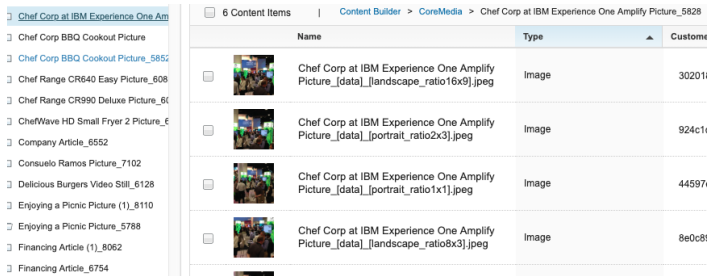 Chef Corp at IBM Experience One Am
Chef Corp BBQ Cookout Picture
Chef Corp BBQ Cookout Picture_5852
Chef Range CR640 Easy Picture_608
Chef Range CR990 Deluxe Picture_60
ChefWave HD Small Fryer 2 Picture_6
Company Article_6552
Consuelo Ramos Picture_7102
Delicious Burgers Video Still_6128
Enjoying a Picnic Picture (1)_8110
Enjoying a Picnic Picture_5788
Financing Article (1)_8062
Financing Article_6754
6 Content Items | Content Builder > CoreMedia > Chef Corp at IBM Experience One Amplify Picture_5828
Name Type Custome
Chef Corp at IBM Experience One Amplify
Picture_[data]_[landscape_ratio16x9].jpeg
Image
302018
Chef Corp at IBM Experience One Amplify
Picture_[data]_[portrait_ratio2x3].jpeg
Image
924c1
Chef Corp at IBM Experience One Amplify
Picture_[data]_[portrait_ratio1x1].jpeg
Image
44597
Chef Corp at IBM Experience One Amplify
Picture_[data]_[landscape_ratio8x3].jpeg
Image
8e0c8